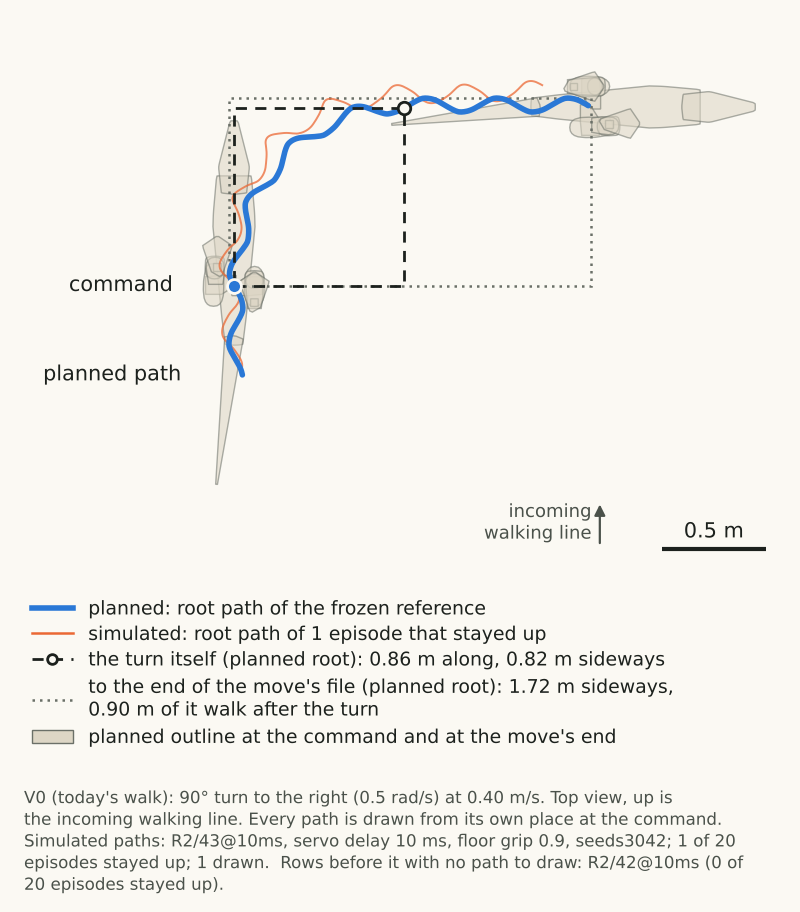 command
planned path
incoming
walking line
0.5 m
planned: root path of the frozen reference
simulated: root path of 1 episode that stayed up
the turn itself (planned root): 0.86 m along, 0.82 m sideways
to the end of the move's file (planned root): 1.72 m sideways,
0.90 m of it walk after the turn
planned outline at the command and at the move's end
V0 (today's walk): 90° turn to the right (0.5 rad/s) at 0.40 m/s. Top view, up is
the incoming walking line. Every path is drawn from its own place at the command.
Simulated paths: R2/43@10ms, servo delay 10 ms, floor grip 0.9, seeds3042; 1 of 20
episodes stayed up; 1 drawn.  Rows before it with no path to draw: R2/42@10ms (0 of
20 episodes stayed up).